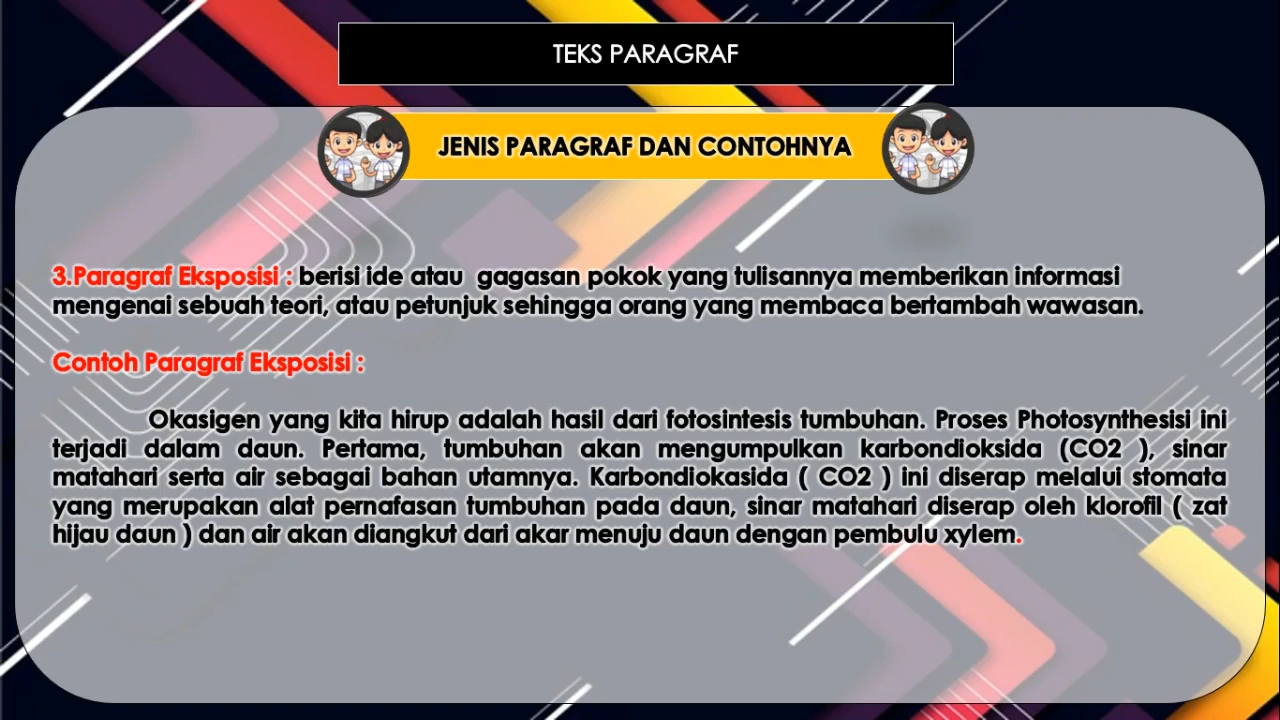 TEKS PARAGRAF
JENIS PARAGRAF DAN CONTOHNYA
3.Paragraf Eksposisi : berisi ide atau  gagasan pokok yang tulisannya memberikan informasi
mengenai sebuah teori, atau petunjuk sehingga orang yang membaca bertambah wawasan.
Contoh Paragraf Eksposisi :
Okasigen yang kita hirup adalah hasil dari fotosintesis tumbuhan. Proses Photosynthesisi ini
terjadi dalam daun. Pertama, tumbuhan akan mengumpulkan karbondioksida (CO2 ), sinar
matahari serta air sebagai bahan utamnya. Karbondiokasida ( CO2 ) ini diserap melalui stomata
yang merupakan alat pernafasan tumbuhan pada daun, sinar matahari diserap oleh klorofil ( zat
hijau daun ) dan air akan diangkut dari akar menuju daun dengan pembulu xylem.